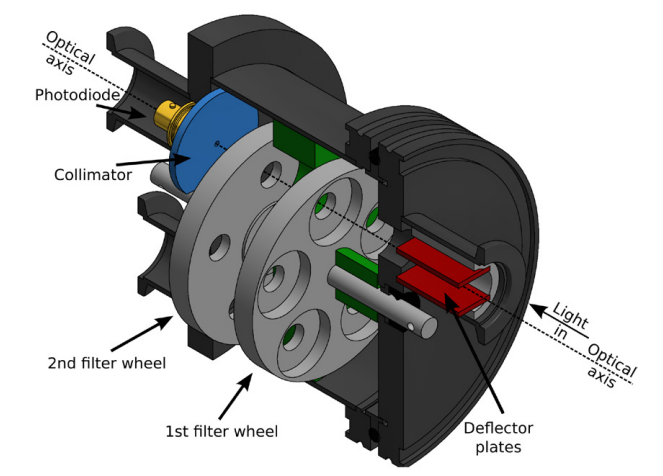 Optical
axis
Photodiode
Collimator
2nd filter wheel
1st filter wheel
Deflector
plates
Light
in
Optical
axis